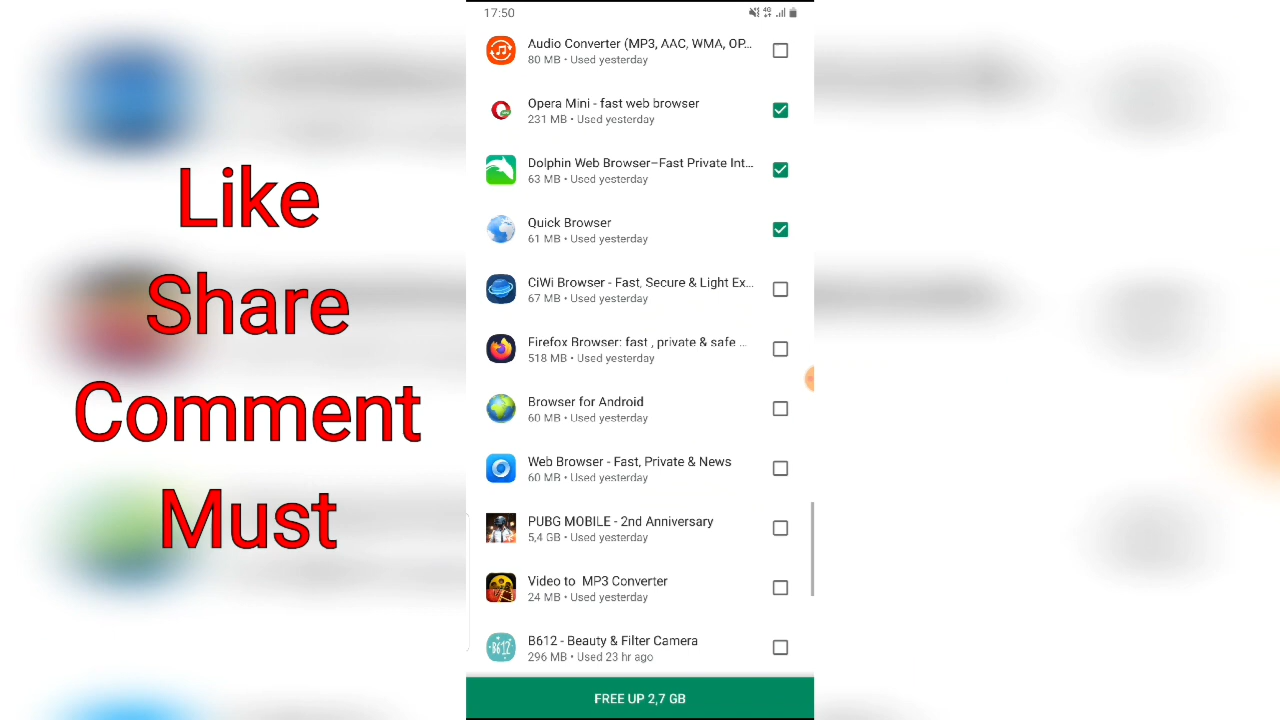 Like
Share
Comment
Must
17:50
4G
Audio Converter (MP3, AAC, WMA, OP...
80 MB • Used yesterday
Opera Mini - fast web browser
231 MB • Used yesterday
Dolphin Web Browser–Fast Private Int...
63 MB • Used yesterday
Quick Browser
61 MB • Used yesterday
CiWi Browser - Fast, Secure & Light Ex...
67 MB • Used yesterday
Firefox Browser: fast , private & safe ...
518 MB • Used yesterday
Browser for Android
60 MB • Used yesterday
Web Browser - Fast, Private & News
60 MB • Used yesterday
PUBG MOBILE - 2nd Anniversary
5,4 GB • Used yesterday
Video to MP3 Converter
24 MB • Used yesterday
B612
B612 - Beauty & Filter Camera
296 MB • Used 23 hr ago
FREE UP 2,7 GB